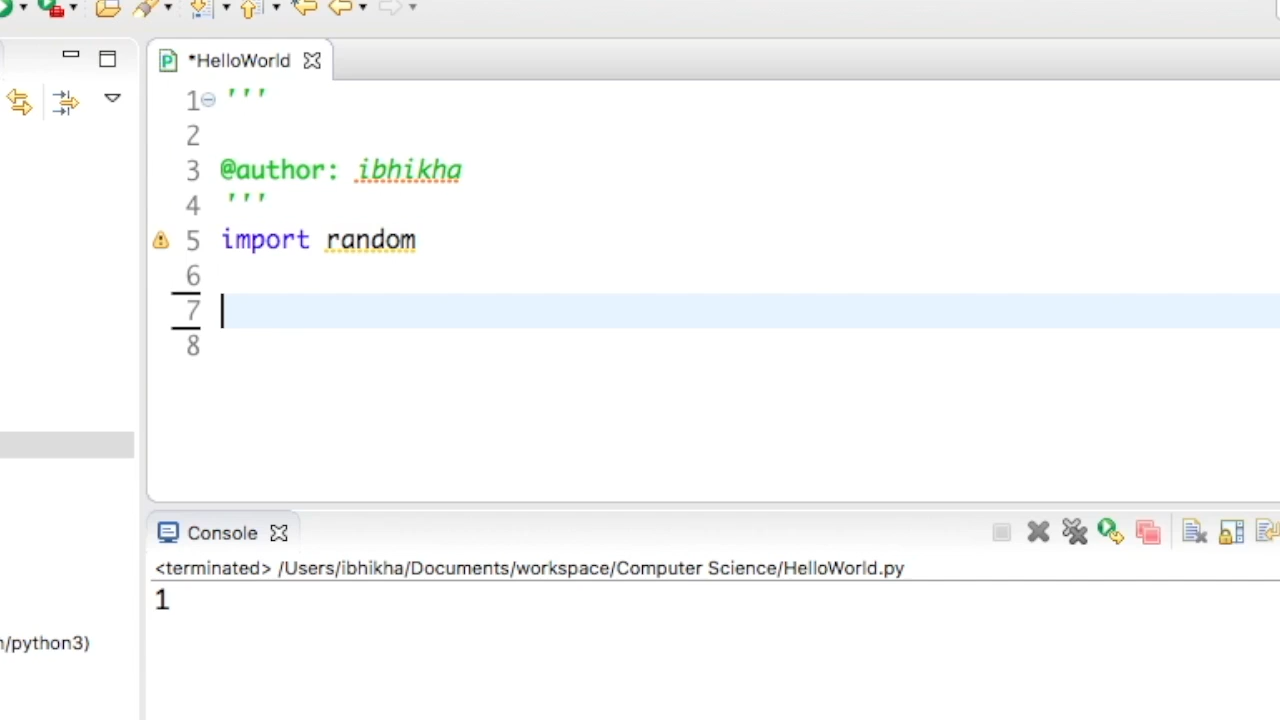 *HelloWorld
1 '''
2
3 @author: ibhikha
4 '''
5 import random
6
7
8
Console
<terminated> /Users/ibhikha/Documents/workspace/Computer Science/HelloWorld.py
1
/python3)